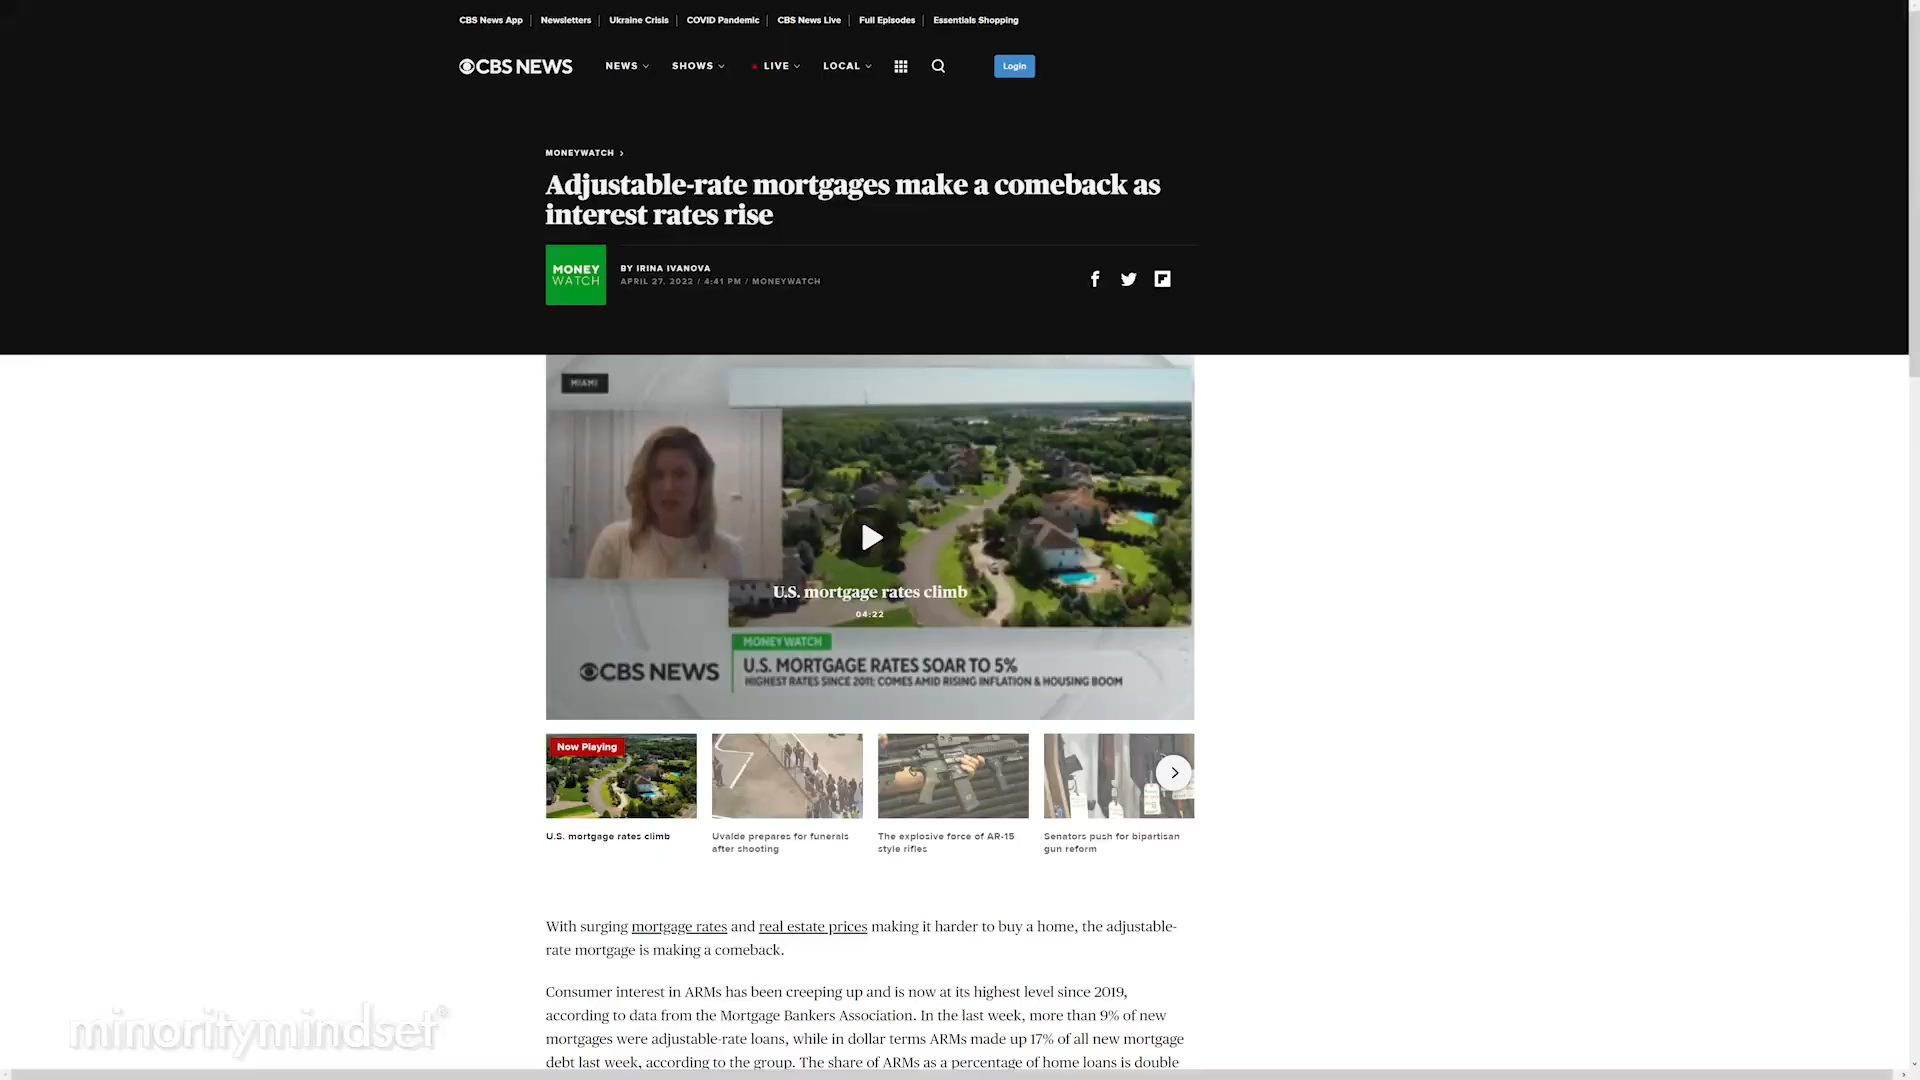 CBS News App
Newsletters
Ukraine Crisis
COVID Pandemic
CBS News Live
Full Episodes
Essentials Shopping
CBS NEWS
NEWS
SHOWS
LIVE
LOCAL
Login
MONEYWATCH
Adjustable-rate mortgages make a comeback as
interest rates rise
MONEY
WATCH
BY IRINA IVANOVA
APRIL 27, 2022 / 4:41 PM / MONEYWATCH
MIAMI
U.S. mortgage rates climb
04:22
MONEYWATCH
CBS NEWS
U.S. MORTGAGE RATES SOAR TO 5%
HIGHEST RATES SINCE 2011; COMES AMID RISING INFLATION & HOUSING BOOM
Now Playing
U.S. mortgage rates climb
Uvalde prepares for funerals
after shooting
The explosive force of AR-15
style rifles
Senators push for bipartisan
gun reform
With surging mortgage rates and real estate prices making it harder to buy a home, the adjustable-
rate mortgage is making a comeback.
Consumer interest in ARMs has been creeping up and is now at its highest level since 2019,
according to data from the Mortgage Bankers Association. In the last week, more than 9% of new
mortgages were adjustable-rate loans, while in dollar terms ARMs made up 17% of all new mortgage
debt last week, according to the group. The share of ARMs as a percentage of home loans is double
minoritymindset®